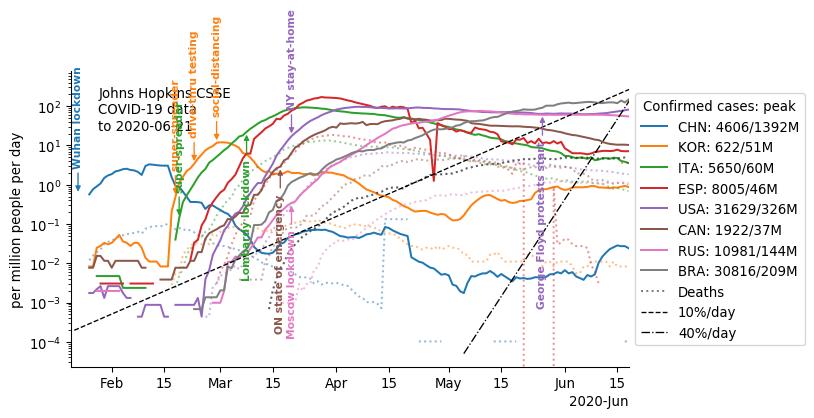 Wuhan lockdown
super-spreader
super-spreader
drive-thru testing
social-distancing
Lombardy lockdown
ON state of emergency
NY stay-at-home
Moscow lockdown
George Floyd protests start
Johns Hopkins CSSE
COVID-19 data
to 2020-06
per million people per day
10²
10¹
10⁰
10⁻¹
10⁻²
10⁻³
10⁻⁴
Feb 15 Mar 15 Apr 15 May 15 Jun 15
2020-Jun
Confirmed cases: peak
CHN: 4606/1392M
KOR: 622/51M
ITA: 5650/60M
ESP: 8005/46M
USA: 31629/326M
CAN: 1922/37M
RUS: 10981/144M
BRA: 30816/209M
Deaths
10%/day
40%/day